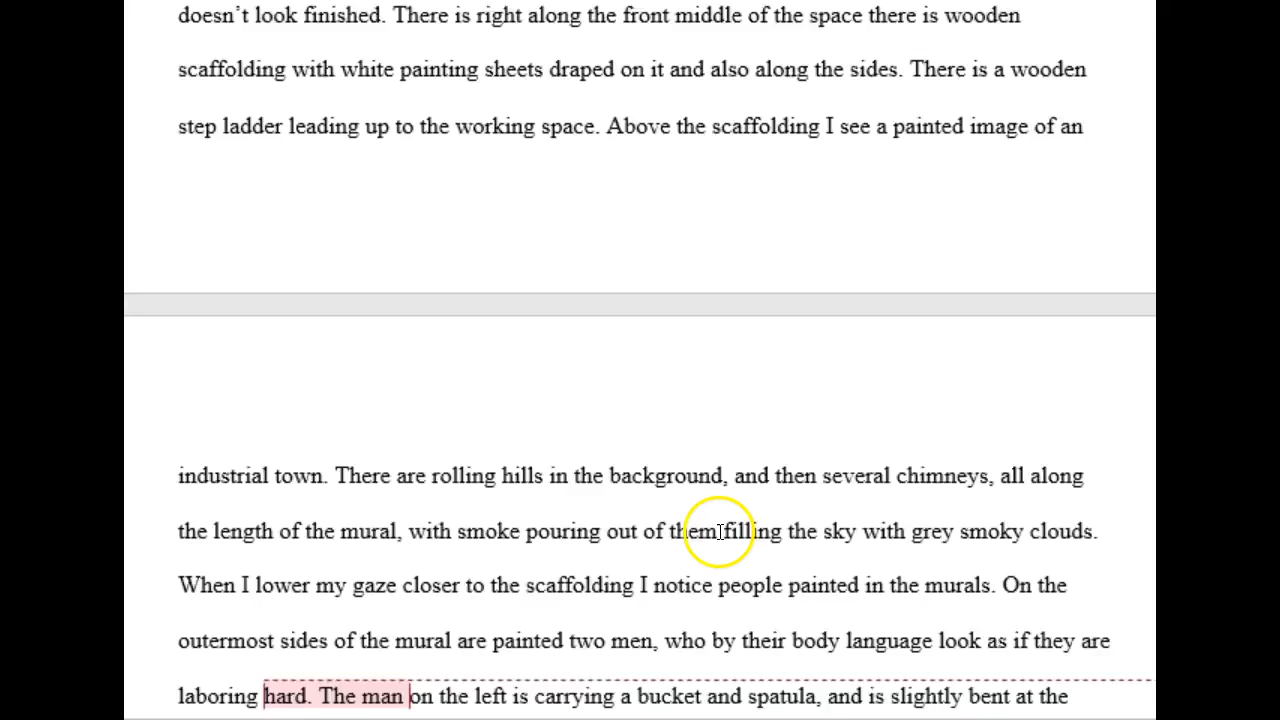 doesn’t look finished. There is right along the front middle of the space there is wooden
scaffolding with white painting sheets draped on it and also along the sides. There is a wooden
step ladder leading up to the working space. Above the scaffolding I see a painted image of an
industrial town. There are rolling hills in the background, and then several chimneys, all along
the length of the mural, with smoke pouring out of them filling the sky with grey smoky clouds.
When I lower my gaze closer to the scaffolding I notice people painted in the murals. On the
outermost sides of the mural are painted two men, who by their body language look as if they are
laboring hard. The man on the left is carrying a bucket and spatula, and is slightly bent at the